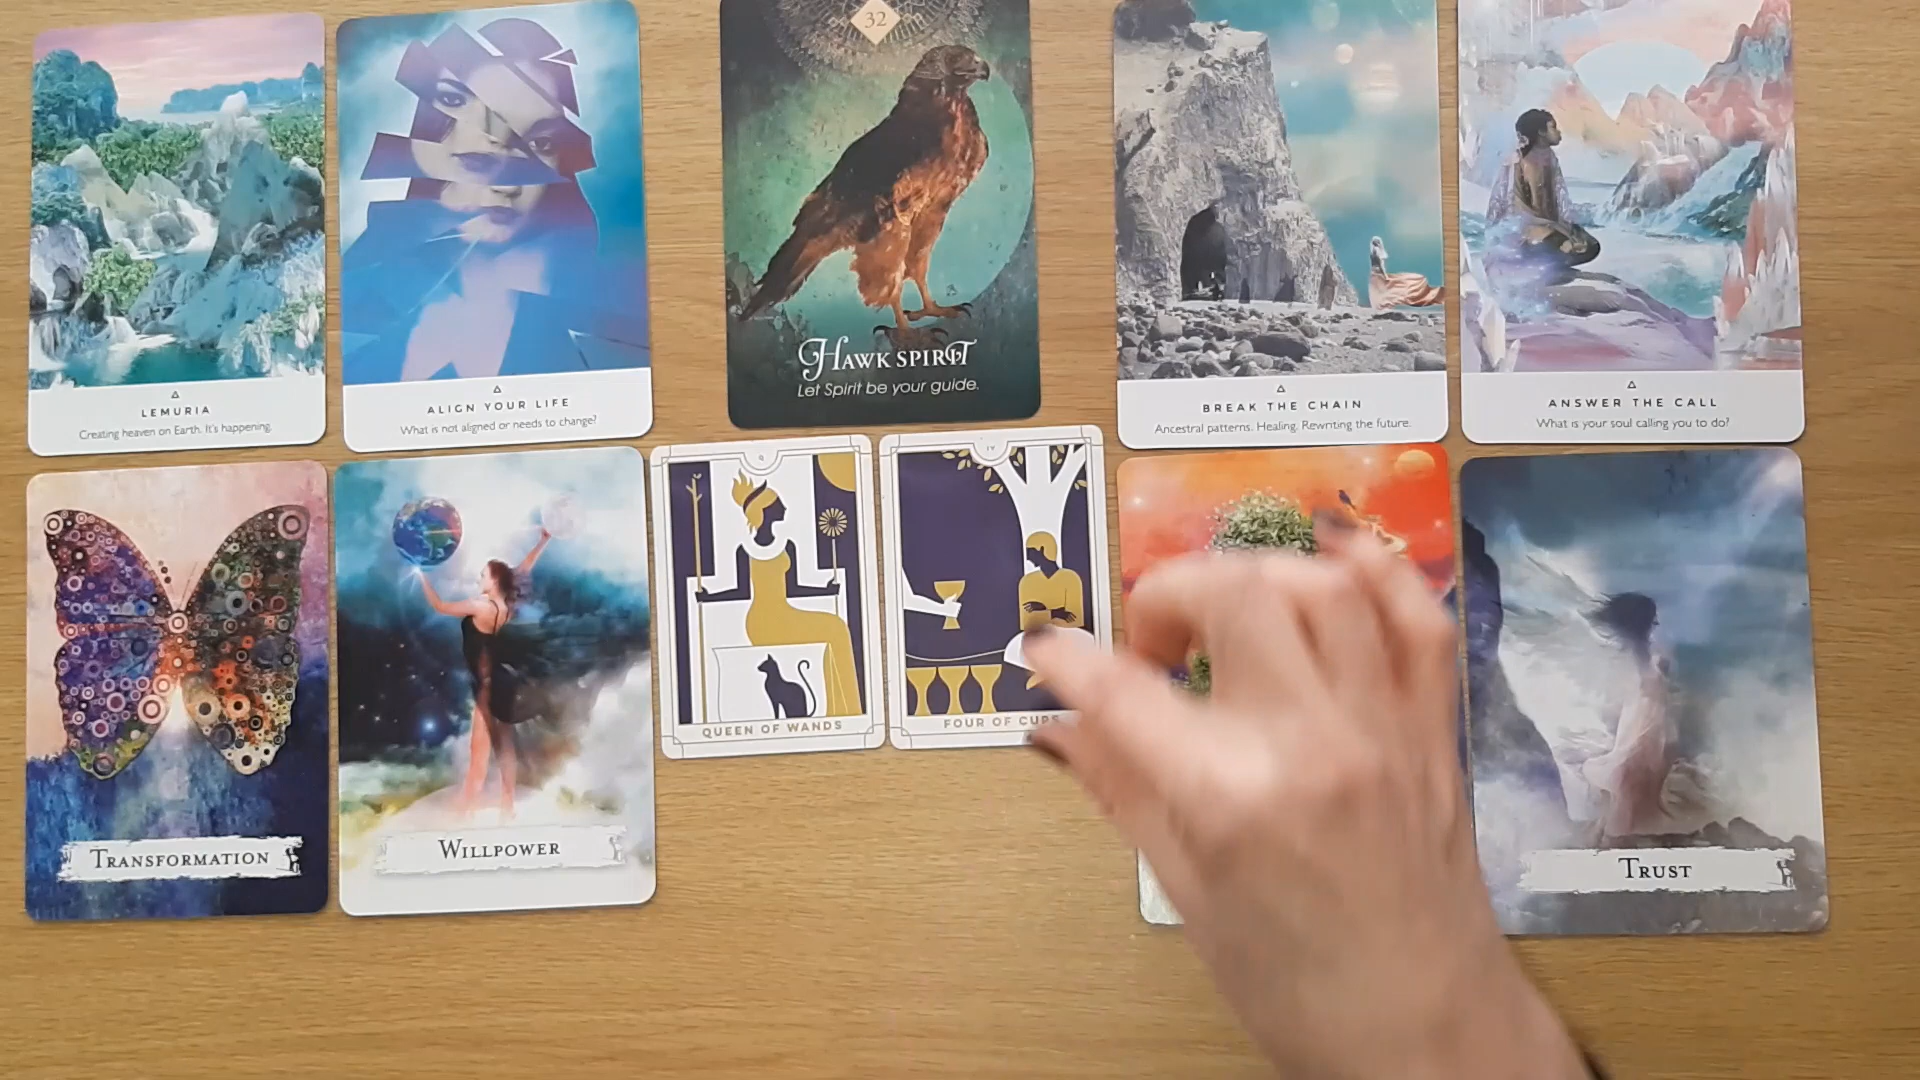 LEMURIA
Creating heaven on Earth. It's happening.
ALIGN YOUR LIFE
What is not aligned or needs to change?
32
HAWK SPIRIT
Let Spirit be your guide.
BREAK THE CHAIN
Ancestral patterns. Healing. Rewriting the future.
ANSWER THE CALL
What is your soul calling you to do?
TRANSFORMATION
WILLPOWER
Q
QUEEN OF WANDS
IV
FOUR OF CUPS
TRUST